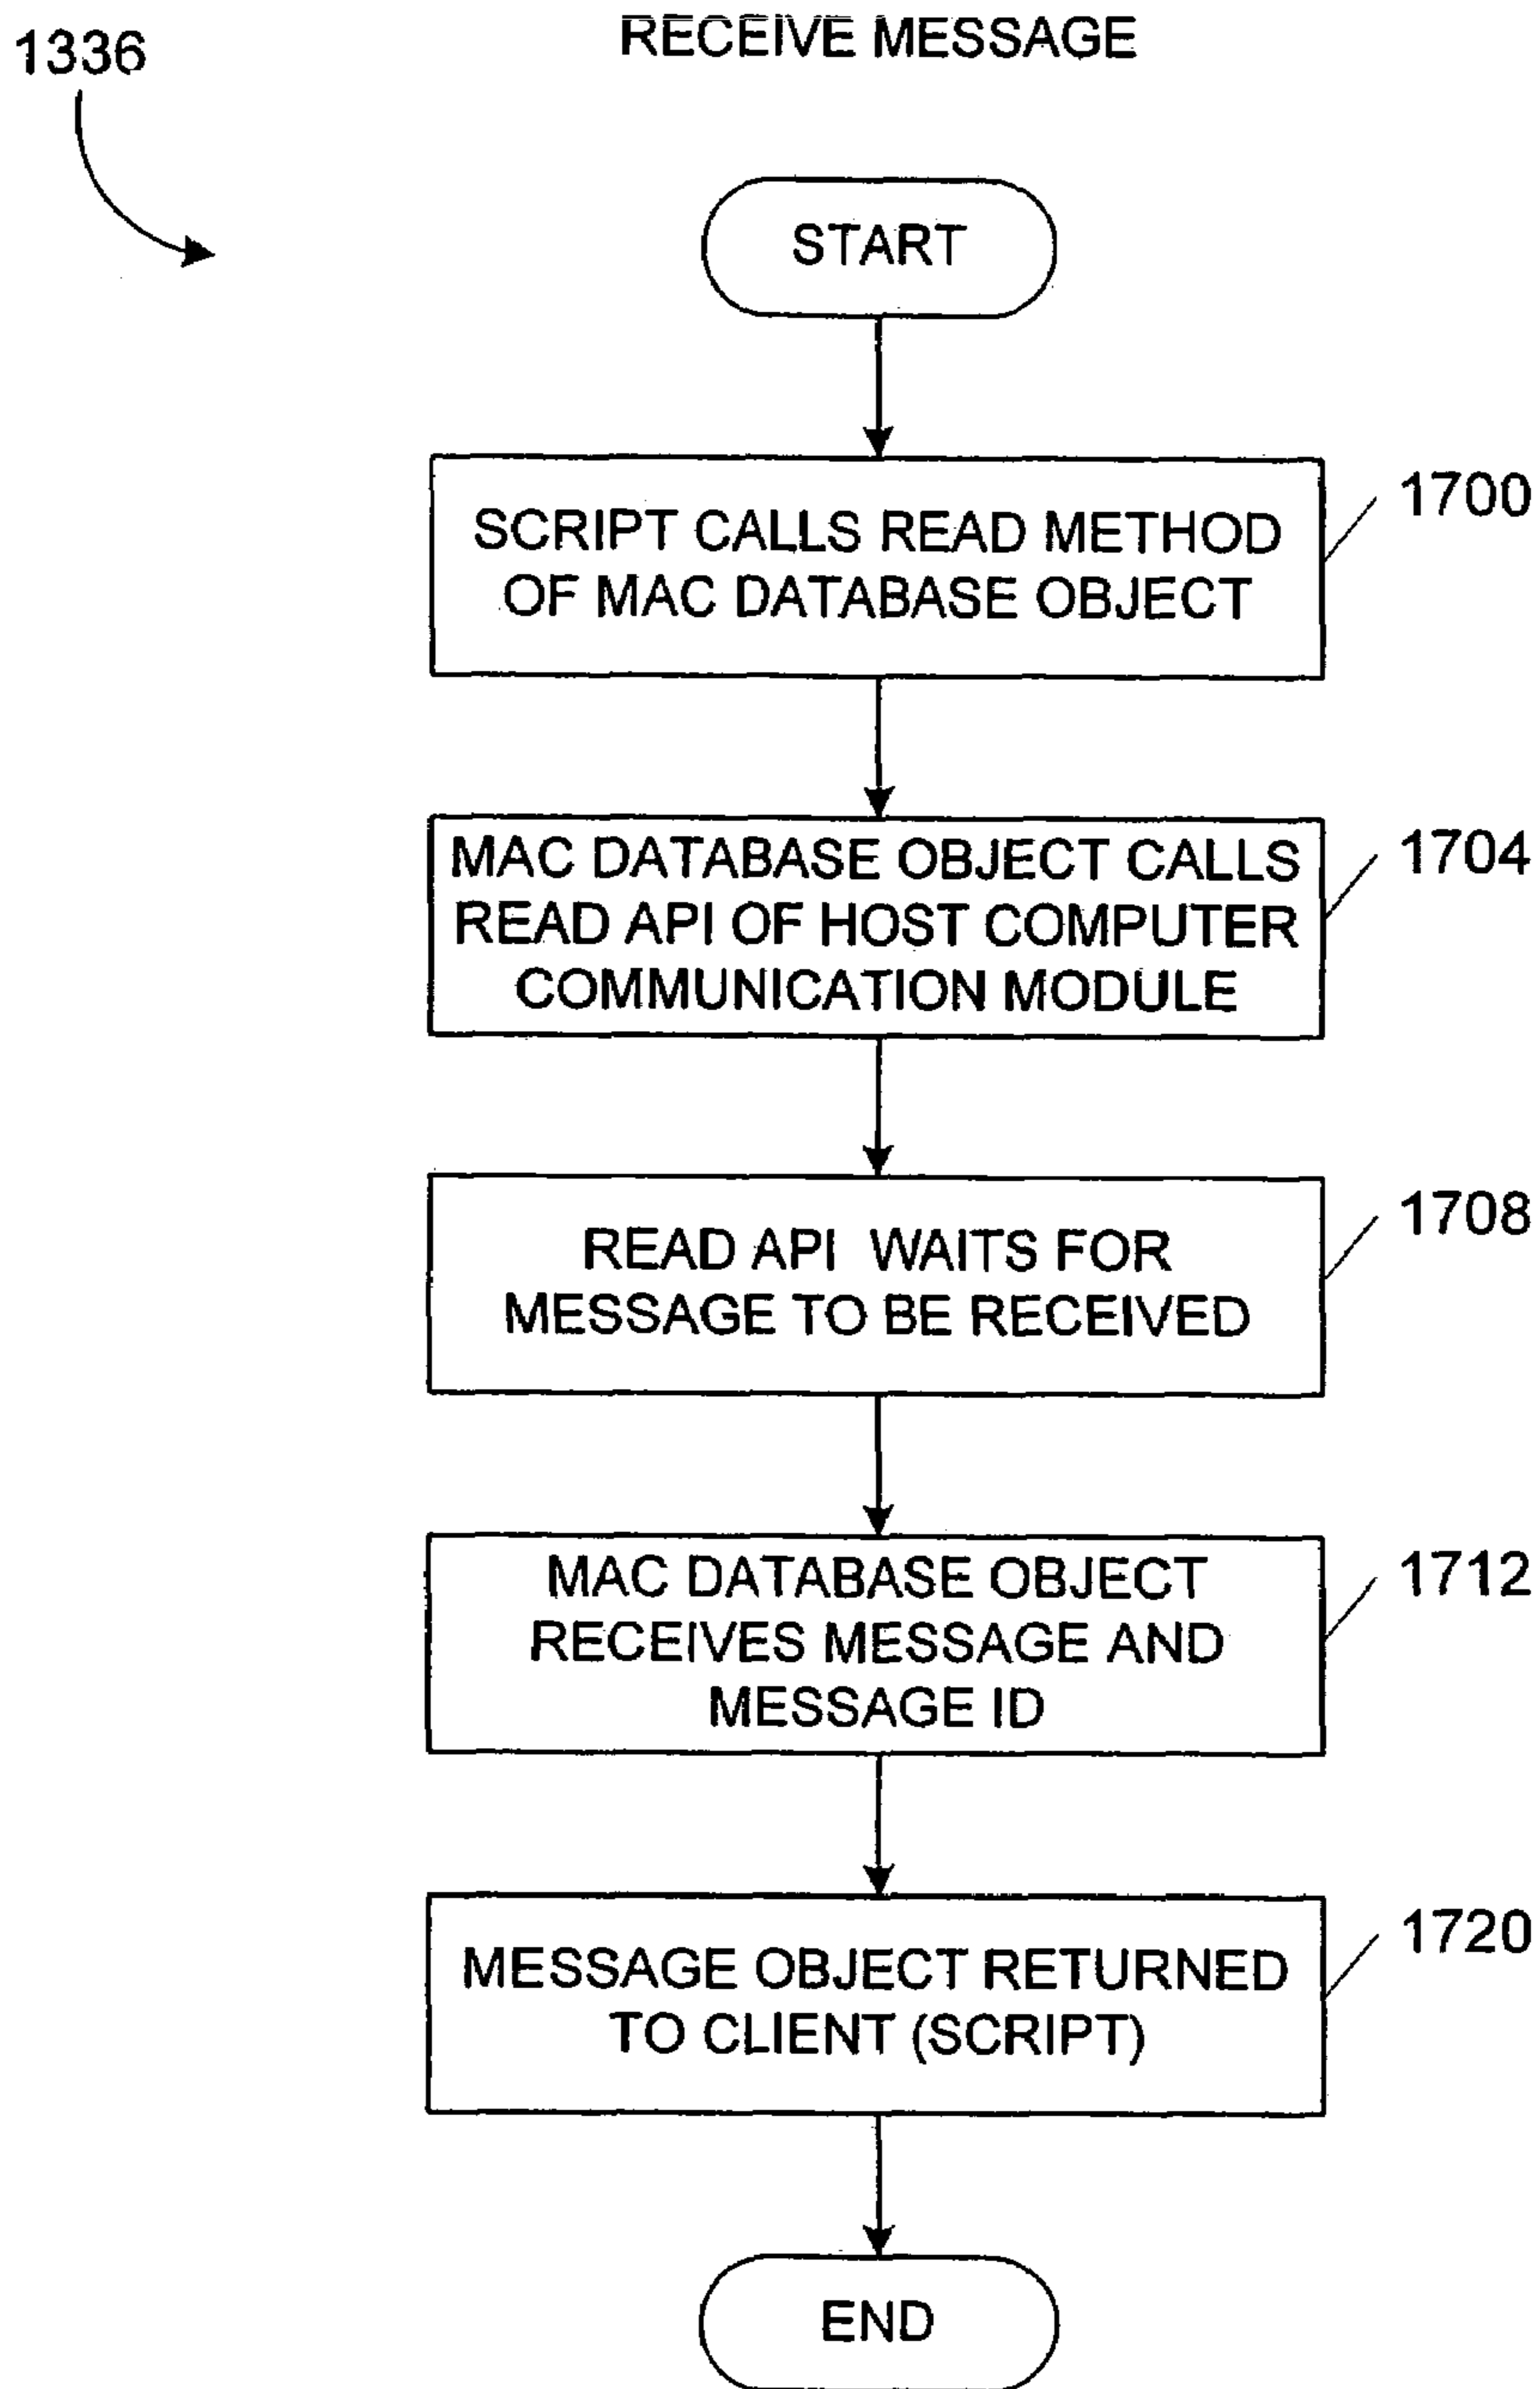 1336
RECEIVE MESSAGE
START
SCRIPT CALLS READ METHOD
OF MAC DATABASE OBJECT
1700
MAC DATABASE OBJECT CALLS
READ API OF HOST COMPUTER
COMMUNICATION MODULE
1704
READ API WAITS FOR
MESSAGE TO BE RECEIVED
1708
MAC DATABASE OBJECT
RECEIVES MESSAGE AND
MESSAGE ID
1712
MESSAGE OBJECT RETURNED
TO CLIENT (SCRIPT)
1720
END